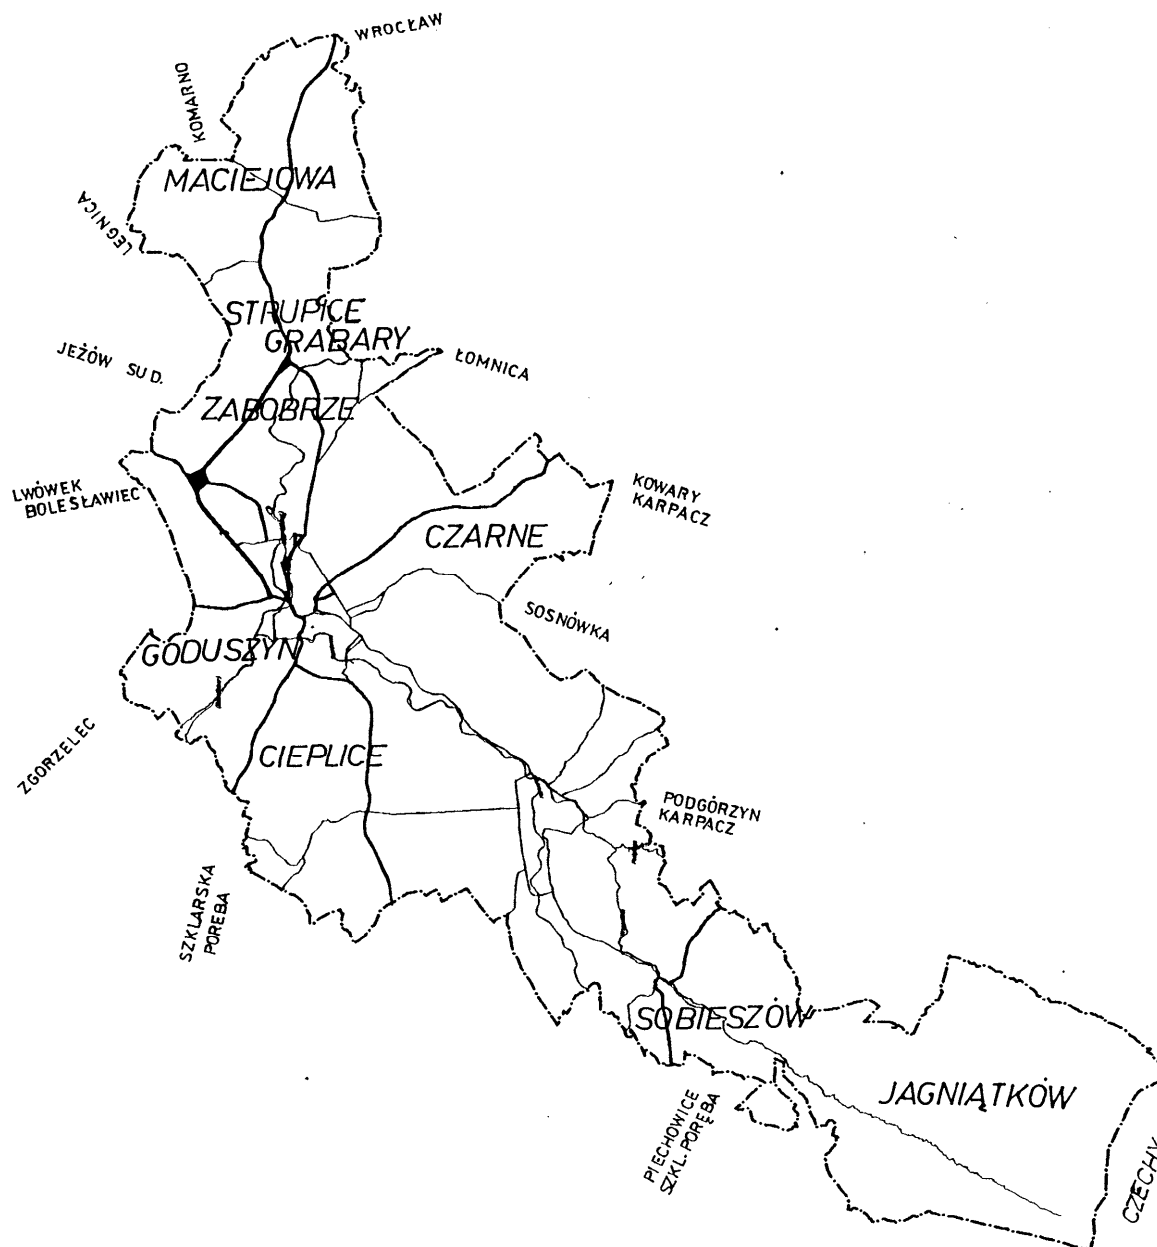 WROCŁAW
KOMARNO
MACIEJOWA
LEGNICA
STRUPICE
GRABARY
JEŻÓW SUD.
ŁOMNICA
ZABOBRZE
LWÓWEK
BOLESŁAWIEC
KOWARY
KARPACZ
CZARNE
SOSNÓWKA
GODUSZYN
ZGORZELEC
CIEPLICE
PODGÓRZYN
KARPACZ
SZKLARSKA
PORĘBA
SOBIESZÓW
JAGNIĄTKÓW
PIECHOWICE
SZKL. PORĘBA
CZECHY